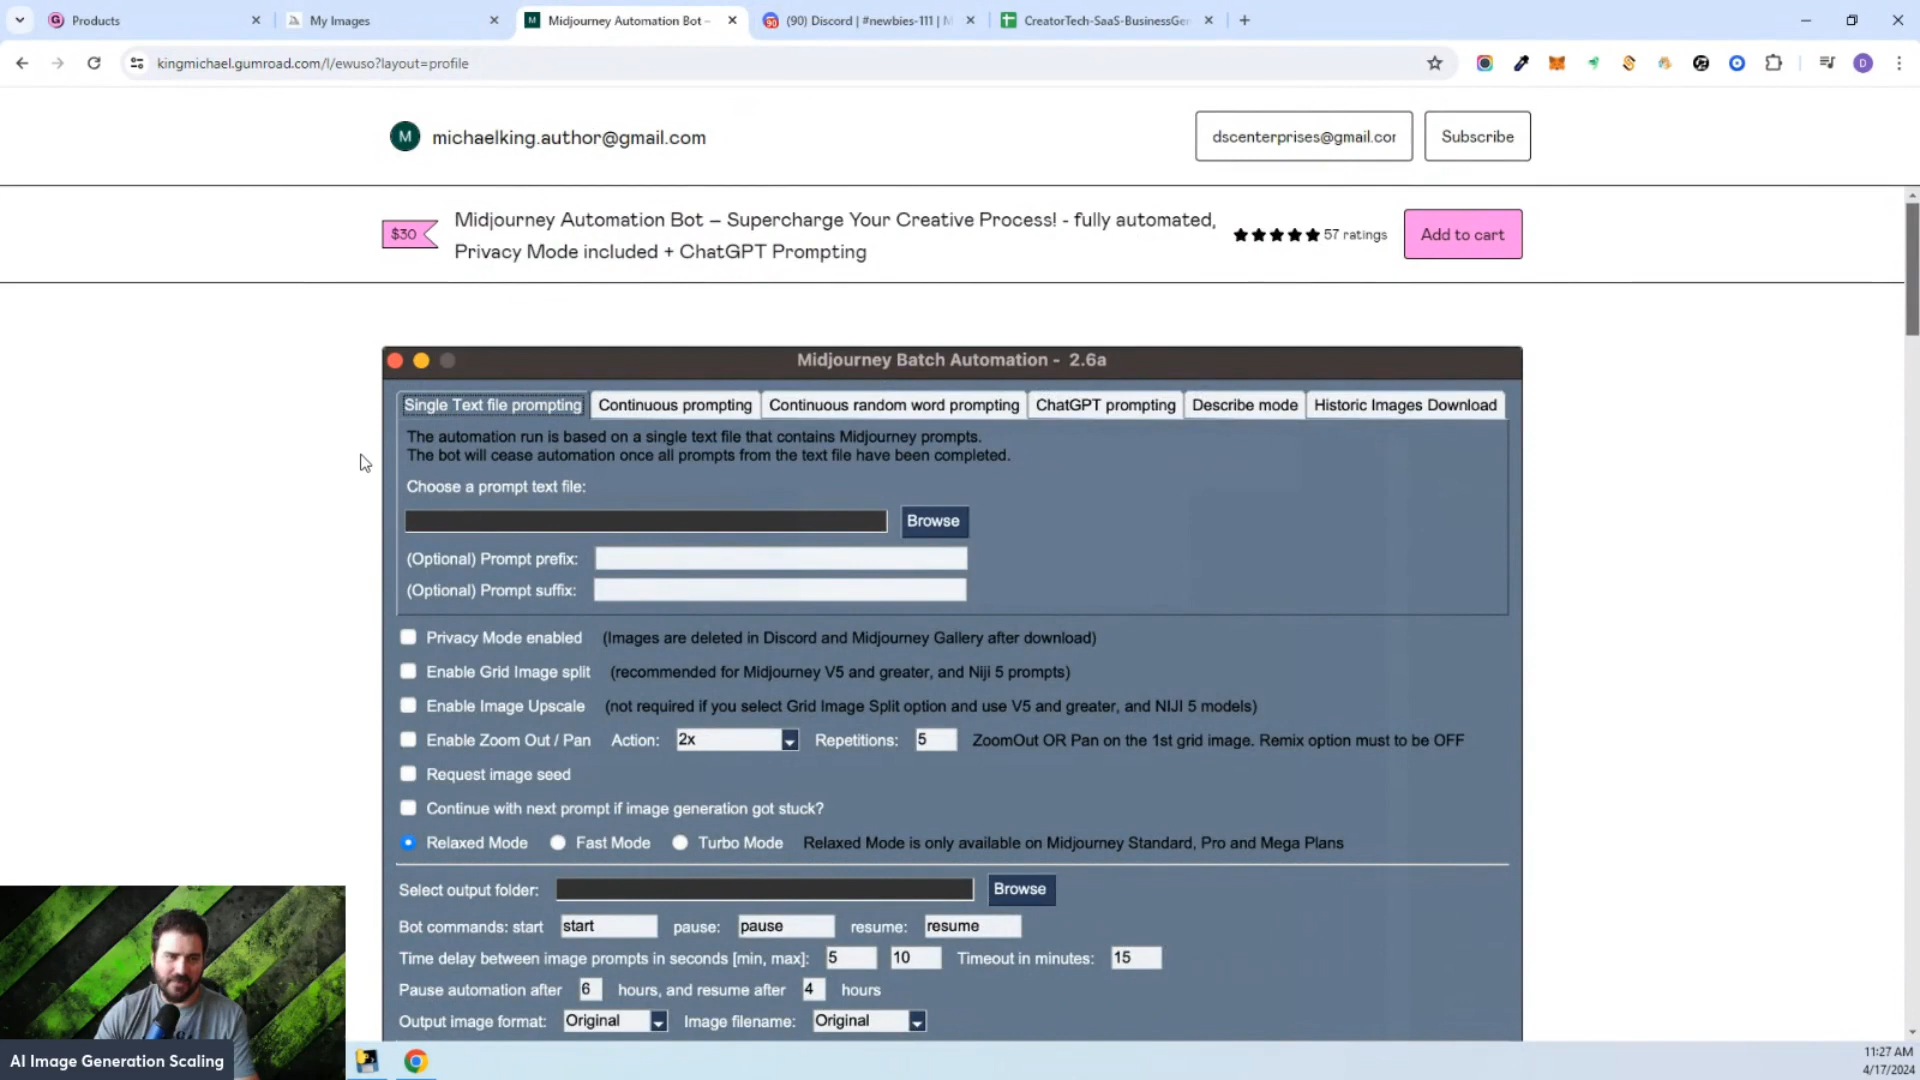 Products
My Images
Midjourney Automation Bot –
(90) Discord | #newbies-111 | M
CreatorTech-SaaS-BusinessGen
kingmichael.gumroad.com/l/ewuso?layout=profile
D
M
michaelking.author@gmail.com
dscenterprises@gmail.cor
Subscribe
$30
Midjourney Automation Bot – Supercharge Your Creative Process! - fully automated,
Privacy Mode included + ChatGPT Prompting
57 ratings
Add to cart
Midjourney Batch Automation - 2.6a
Single Text file prompting
Continuous prompting
Continuous random word prompting
ChatGPT prompting
Describe mode
Historic Images Download
The automation run is based on a single text file that contains Midjourney prompts.
The bot will cease automation once all prompts from the text file have been completed.
Choose a prompt text file:
Browse
(Optional) Prompt prefix:
(Optional) Prompt suffix:
Privacy Mode enabled (Images are deleted in Discord and Midjourney Gallery after download)
Enable Grid Image split (recommended for Midjourney V5 and greater, and Niji 5 prompts)
Enable Image Upscale (not required if you select Grid Image Split option and use V5 and greater, and NIJI 5 models)
Enable Zoom Out / Pan Action: 2x Repetitions: 5 ZoomOut OR Pan on the 1st grid image. Remix option must to be OFF
Request image seed
Continue with next prompt if image generation got stuck?
Relaxed Mode Fast Mode Turbo Mode Relaxed Mode is only available on Midjourney Standard, Pro and Mega Plans
Select output folder: Browse
Bot commands: start start pause: pause resume: resume
Time delay between image prompts in seconds [min, max]: 5 10 Timeout in minutes: 15
Pause automation after 6 hours, and resume after 4 hours
Output image format: Original Image filename: Original
AI Image Generation Scaling
11:27 AM
4/17/2024